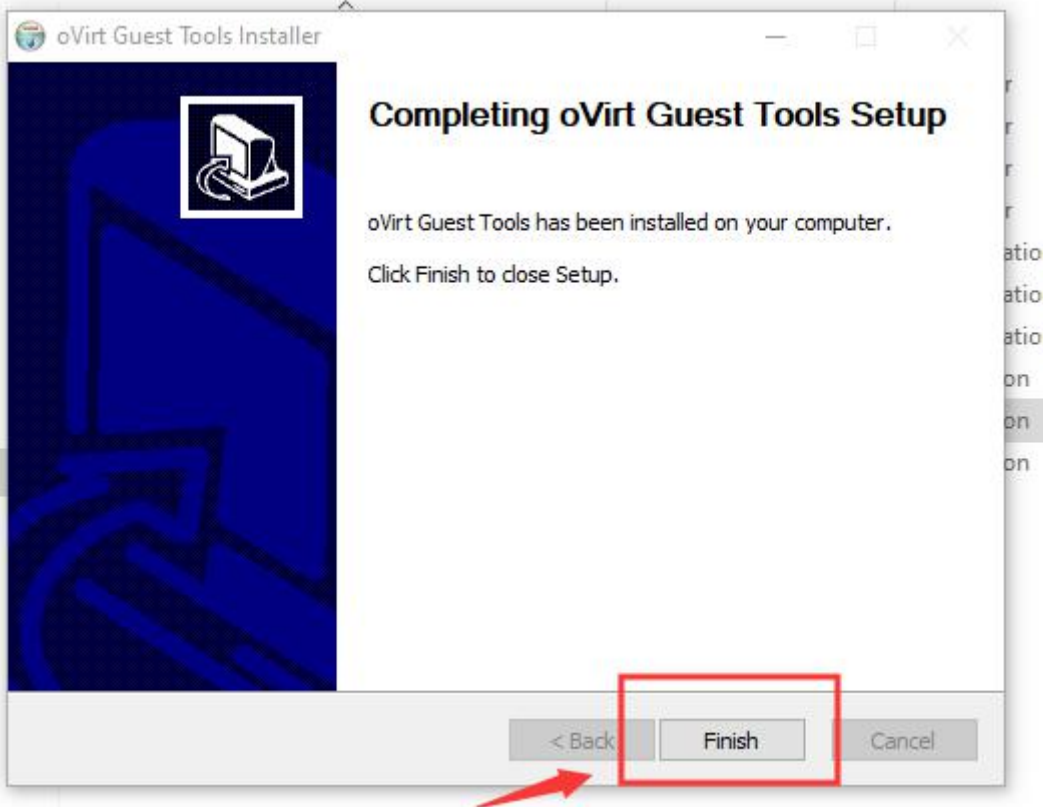 oVirt Guest Tools Installer
Completing oVirt Guest Tools Setup
oVirt Guest Tools has been installed on your computer.
Click Finish to close Setup.
< Back
Finish
Cancel